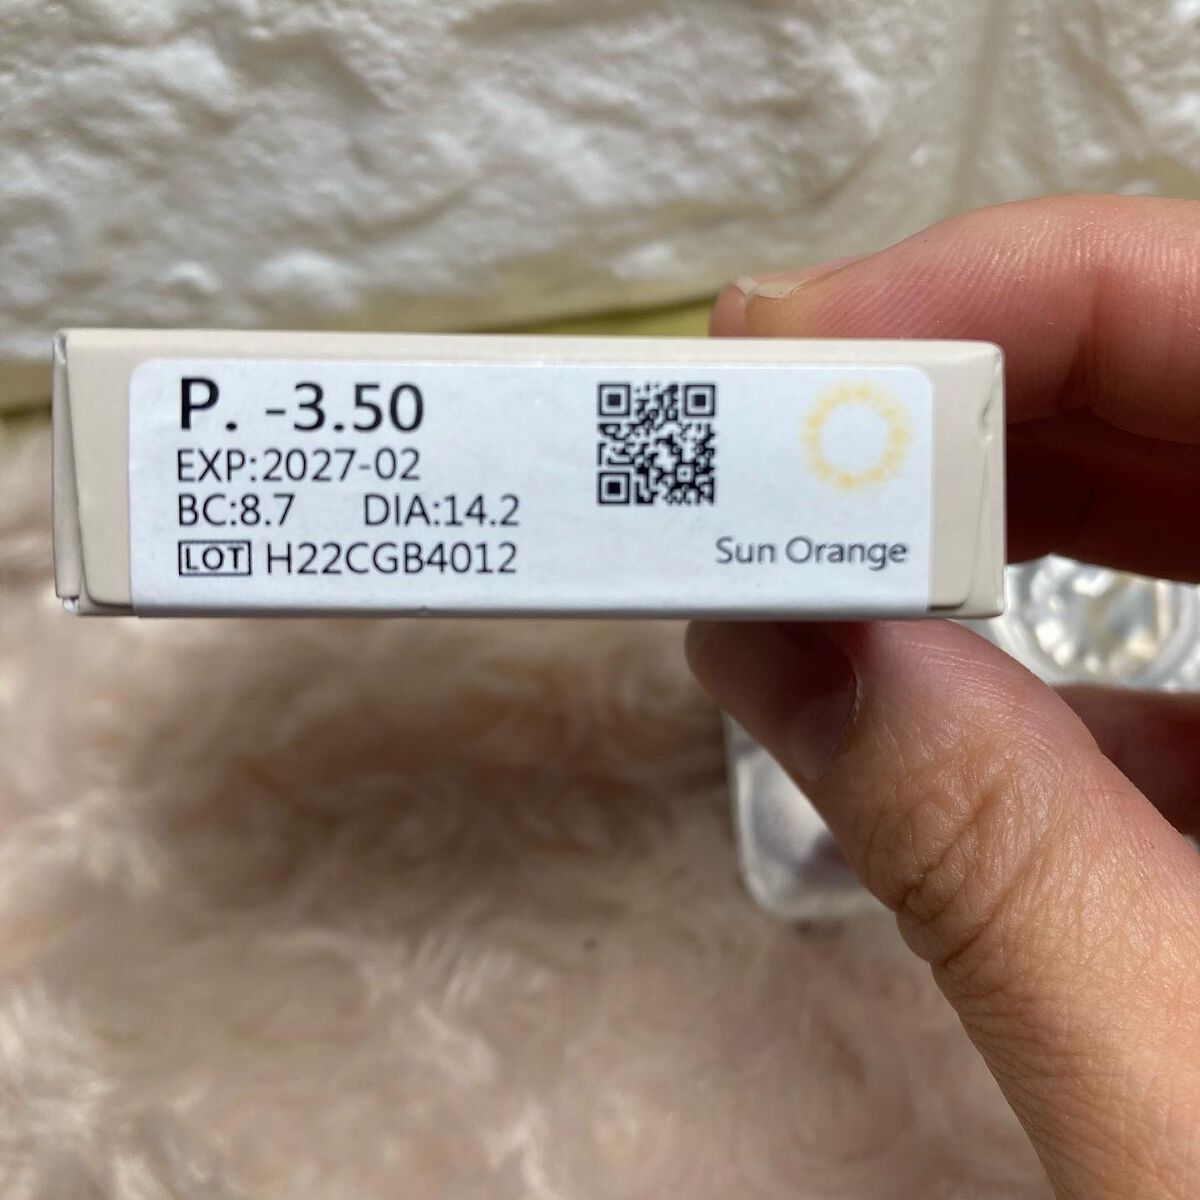 P. -3.50
EXP:2027-02
BC:8.7 DIA:14.2
LOT H22CGB4012
Sun Orange